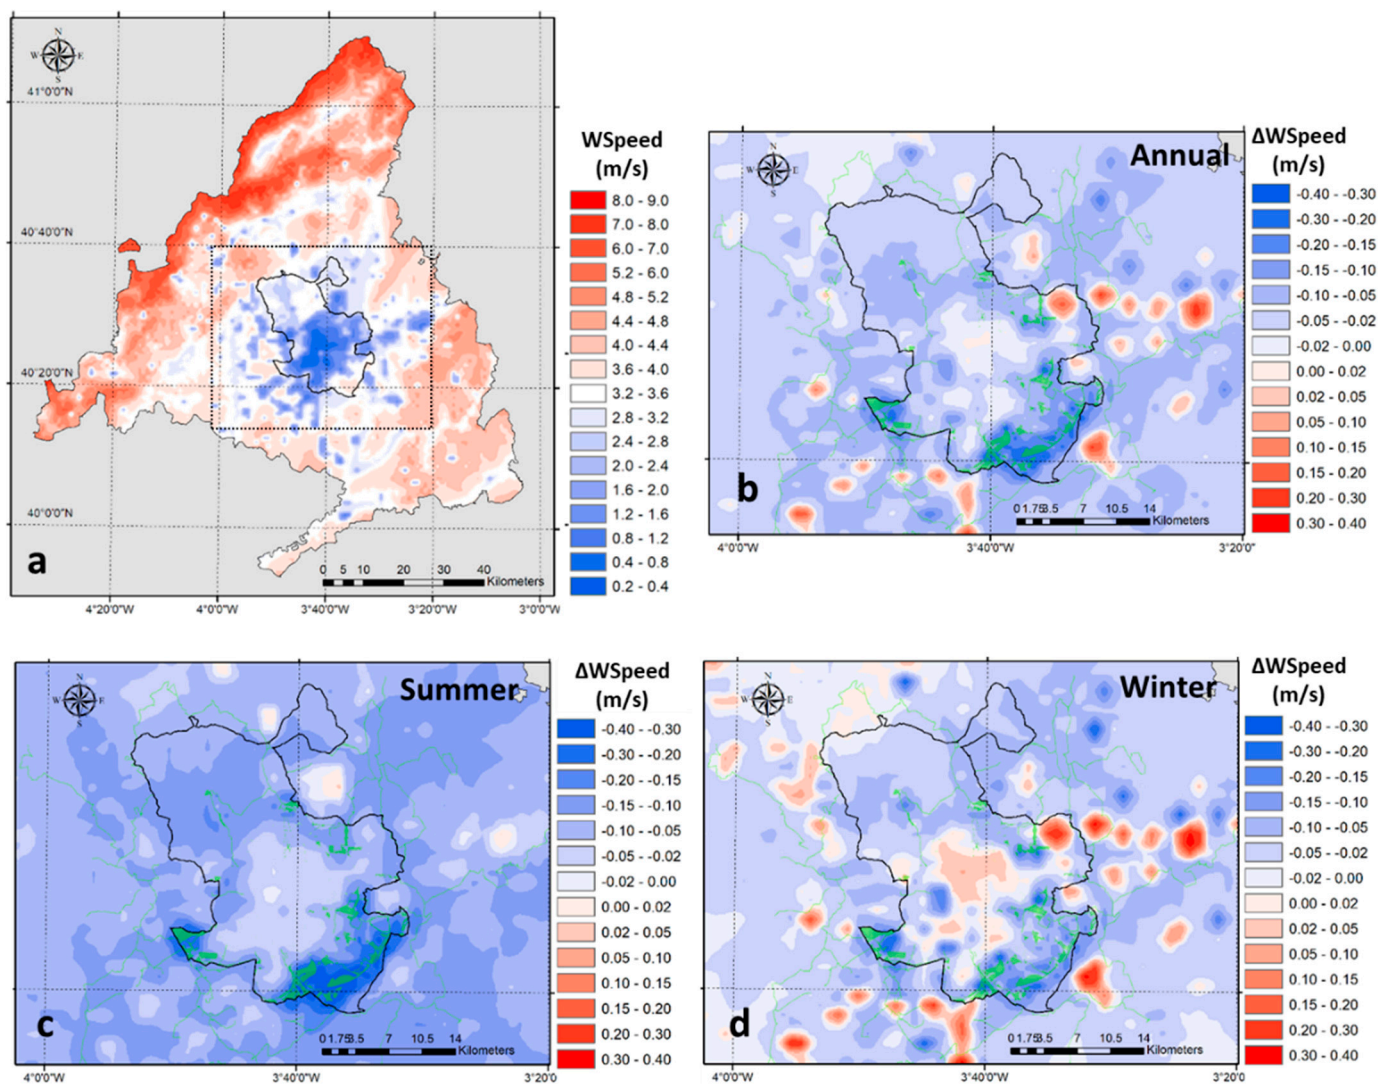 N
W
E
S
41°0'0"N
40°40'0"N
40°20'0"N
40°0'0"N
a
0 5 10 20 30 40
Kilometers
4°20'0"W 4°0'0"W 3°40'0"W 3°20'0"W 3°0'0"W
WSpeed
(m/s)
8.0 - 9.0
7.0 - 8.0
6.0 - 7.0
5.2 - 6.0
4.8 - 5.2
4.4 - 4.8
4.0 - 4.4
3.6 - 4.0
3.2 - 3.6
2.8 - 3.2
2.4 - 2.8
2.0 - 2.4
1.6 - 2.0
1.2 - 1.6
0.8 - 1.2
0.4 - 0.8
0.2 - 0.4
Annual
N
W
E
S
b
0 1.75 3.5 7 10.5 14
Kilometers
4°0'0"W 3°40'0"W 3°20'0"
ΔWSpeed
(m/s)
-0.40 - -0.30
-0.30 - -0.20
-0.20 - -0.15
-0.15 - -0.10
-0.10 - -0.05
-0.05 - -0.02
-0.02 - 0.00
0.00 - 0.02
0.02 - 0.05
0.05 - 0.10
0.10 - 0.15
0.15 - 0.20
0.20 - 0.30
0.30 - 0.40
Summer
N
W
E
S
c
0 1.75 3.5 7 10.5 14
Kilometers
4°0'0"W 3°40'0"W 3°20'0
ΔWSpeed
(m/s)
-0.40 - -0.30
-0.30 - -0.20
-0.20 - -0.15
-0.15 - -0.10
-0.10 - -0.05
-0.05 - -0.02
-0.02 - 0.00
0.00 - 0.02
0.02 - 0.05
0.05 - 0.10
0.10 - 0.15
0.15 - 0.20
0.20 - 0.30
0.30 - 0.40
Winter
N
W
E
S
d
0 1.75 3.5 7 10.5 14
Kilometers
4°0'0"W 3°40'0"W 3°20'0
ΔWSpeed
(m/s)
-0.40 - -0.30
-0.30 - -0.20
-0.20 - -0.15
-0.15 - -0.10
-0.10 - -0.05
-0.05 - -0.02
-0.02 - 0.00
0.00 - 0.02
0.02 - 0.05
0.05 - 0.10
0.10 - 0.15
0.15 - 0.20
0.20 - 0.30
0.30 - 0.40